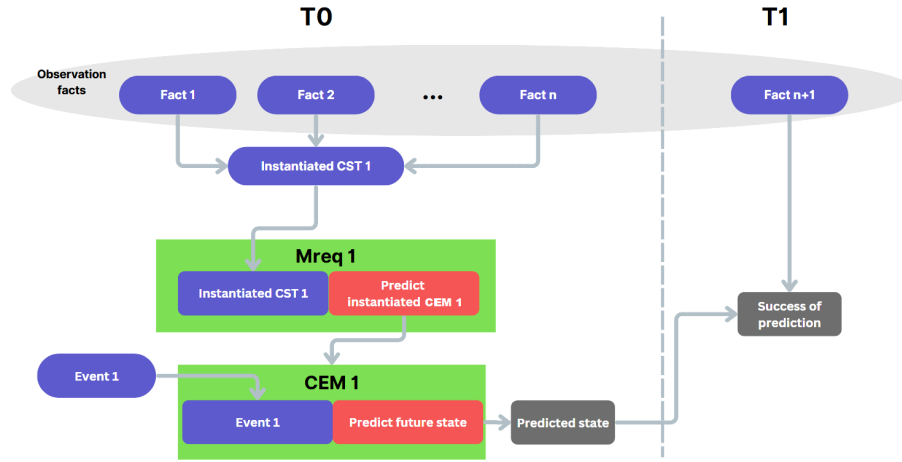 T0
T1
Observation
facts
Fact 1
Fact 2
...
Fact n
Fact n+1
Instantiated CST 1
Mreq 1
Instantiated CST 1
Predict
instantiated CEM 1
Success of
prediction
Event 1
CEM 1
Event 1
Predict future state
Predicted state